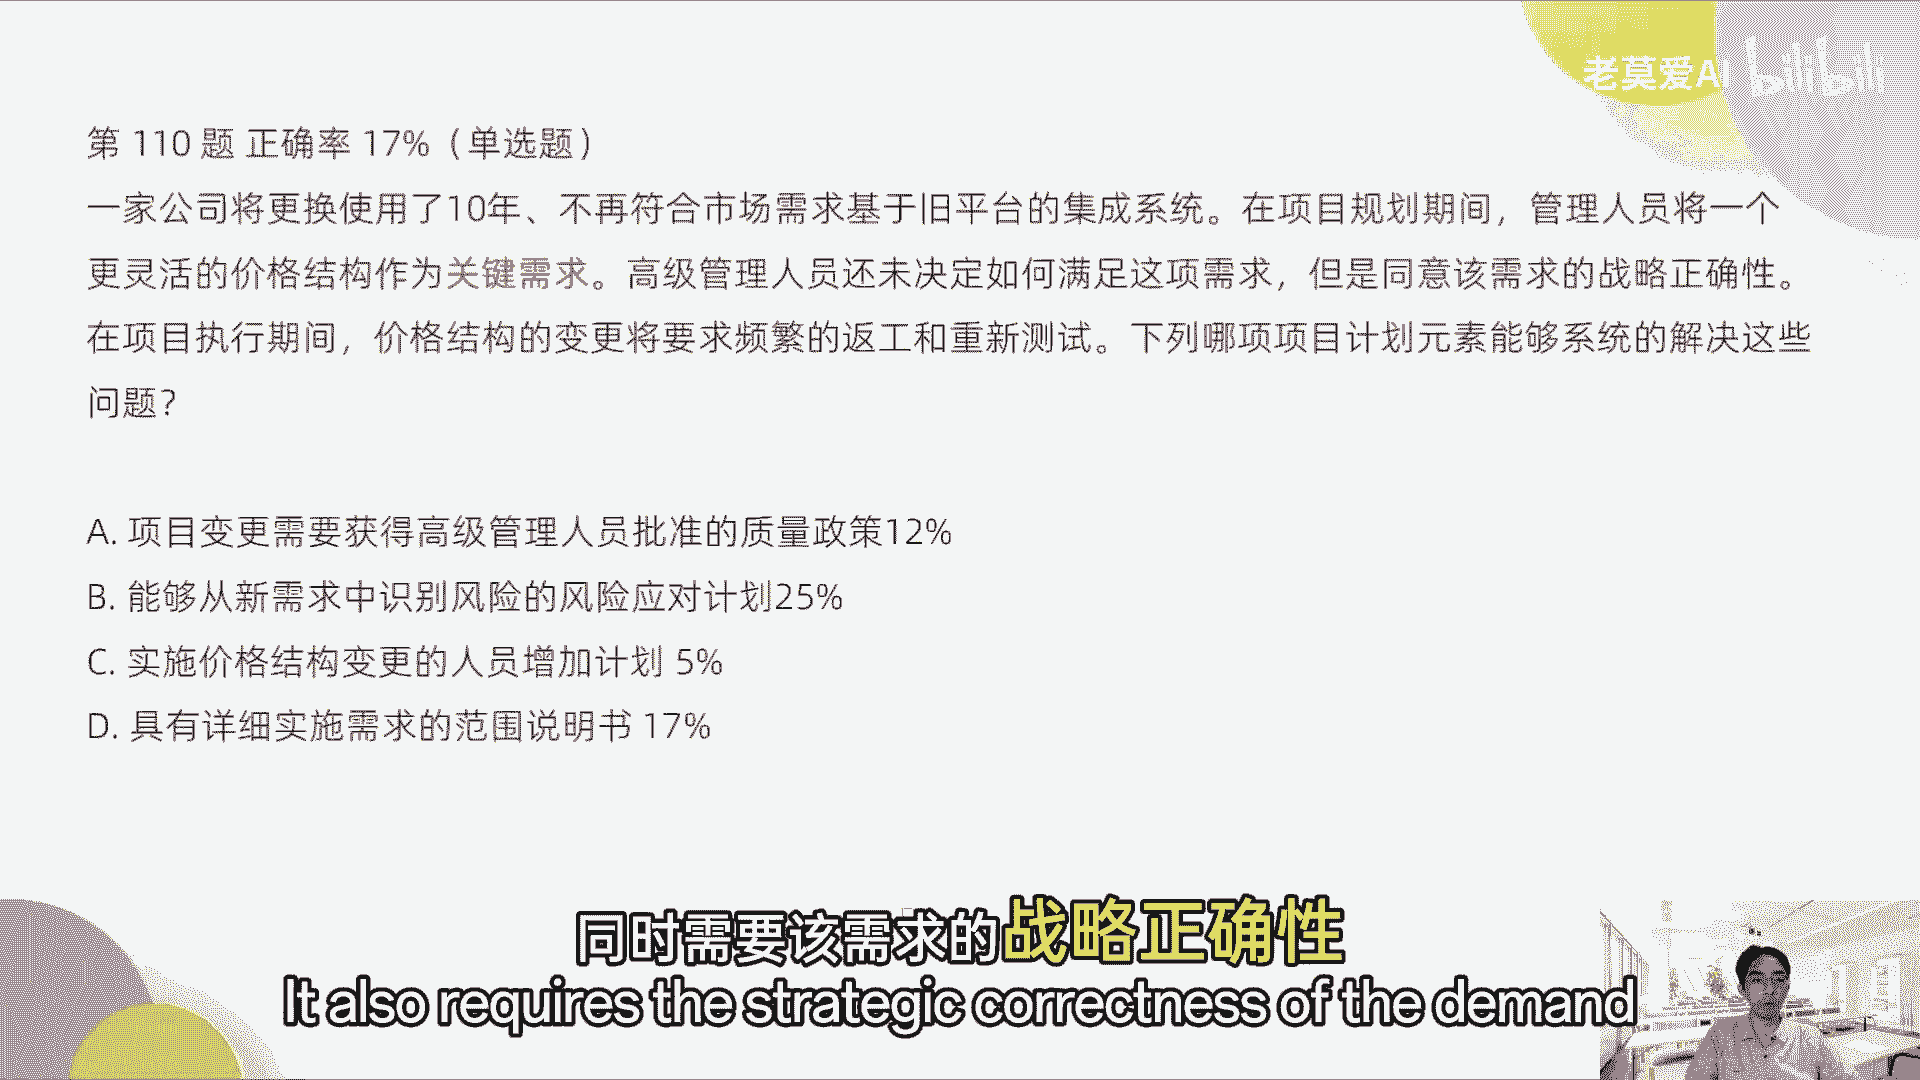 老莫爱AI bilibili
第 110 题 正确率 17%（单选题）
一家公司将更换使用了10年、不再符合市场需求基于旧平台的集成系统。在项目规划期间，管理人员将一个
更灵活的价格结构作为关键需求。高级管理人员还未决定如何满足这项需求，但是同意该需求的战略正确性。
在项目执行期间，价格结构的变更将要求频繁的返工和重新测试。下列哪项项目计划元素能够系统的解决这些
问题？
A. 项目变更需要获得高级管理人员批准的质量政策12%
B. 能够从新需求中识别风险的风险应对计划25%
C. 实施价格结构变更的人员增加计划 5%
D. 具有详细实施需求的范围说明书 17%
同时需要该需求的战略正确性
It also requires the strategic correctness of the demand